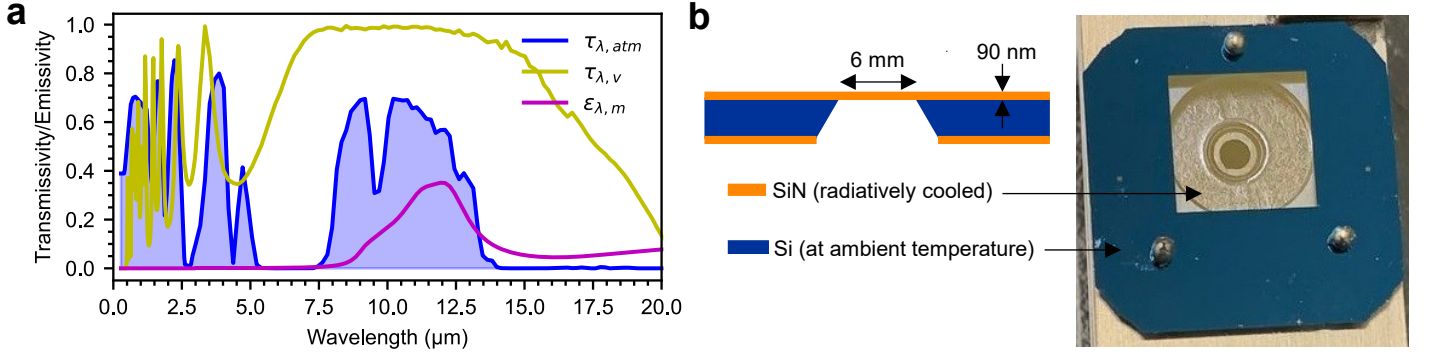 a
1.0
0.8
0.6
0.4
0.2
0.0
Transmissivity/Emissivity
τλ, atm
τλ, v
ελ, m
0.0 2.5 5.0 7.5 10.0 12.5 15.0 17.5 20.0
Wavelength (μm)
b
6 mm
90 nm
SiN (radiatively cooled)
Si (at ambient temperature)